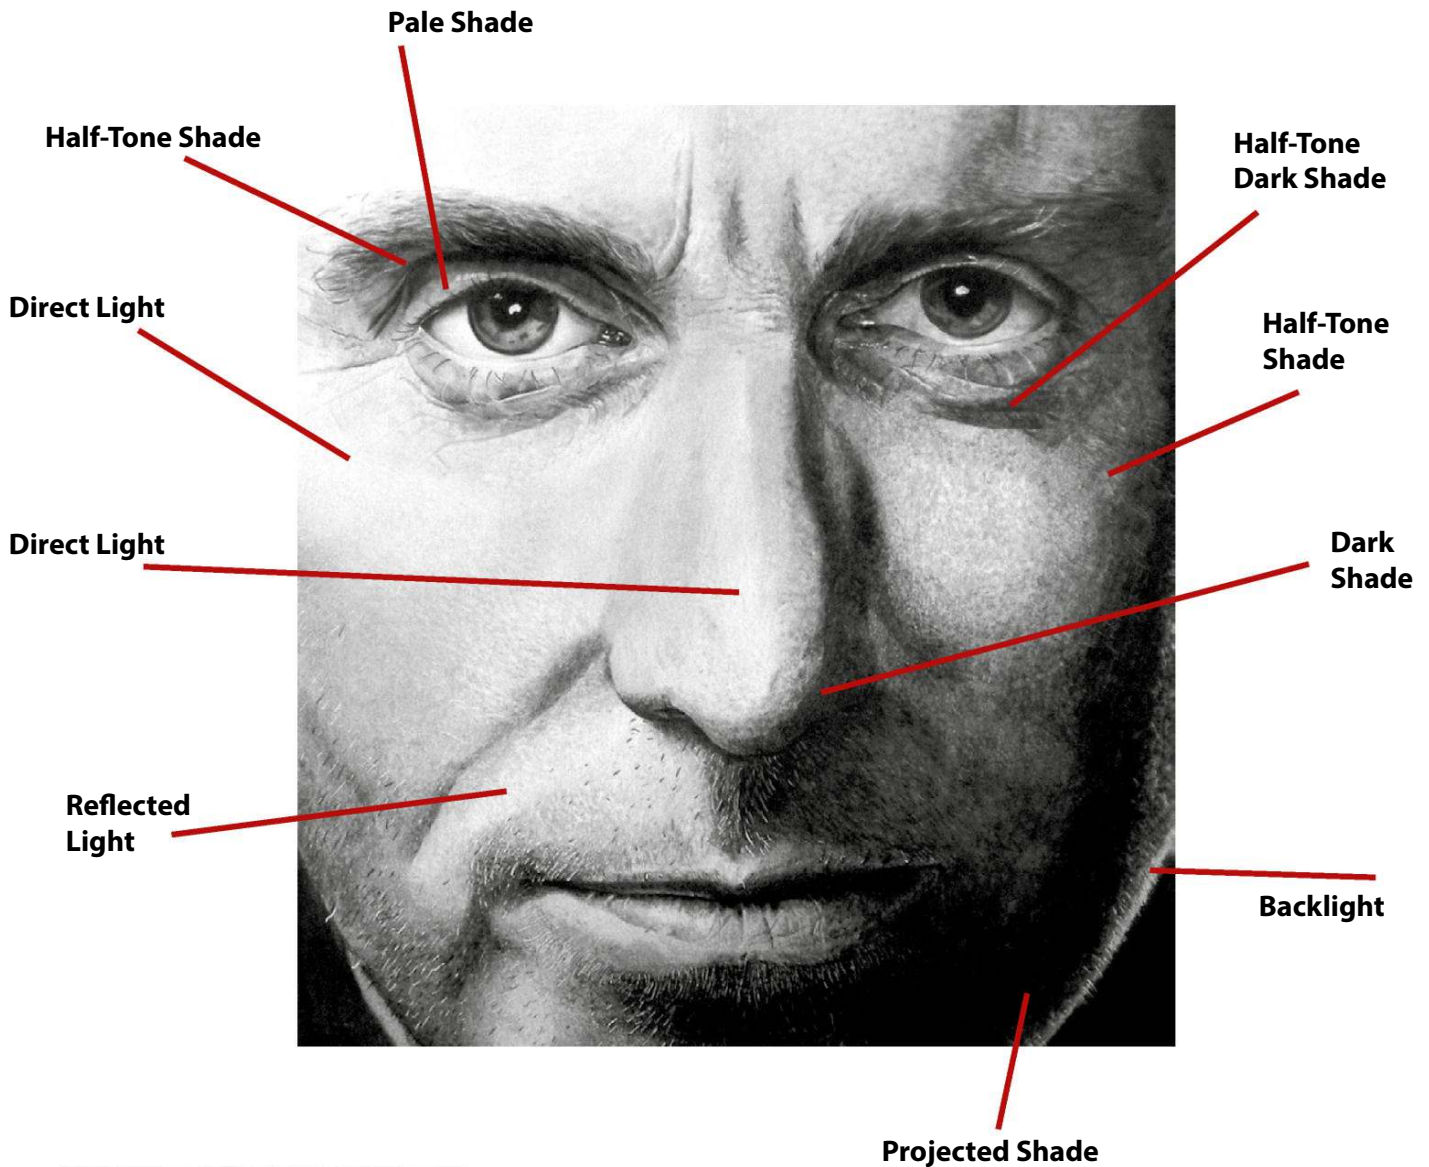 Pale Shade
Half-Tone Shade
Half-Tone
Dark Shade
Direct Light
Half-Tone
Shade
Direct Light
Dark
Shade
Reflected
Light
Backlight
Projected Shade